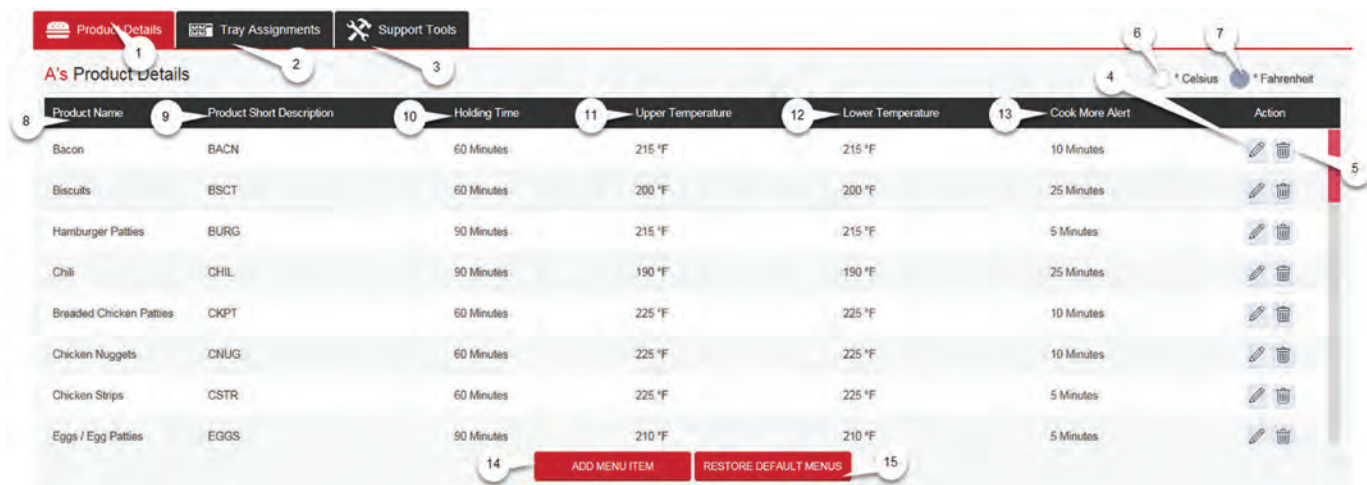 Product Details Tray Assignments Support Tools
1 2 3 6 7
A's Product Details 4 ° Celsius ° Fahrenheit
8 Product Name 9 Product Short Description 10 Holding Time 11 Upper Temperature 12 Lower Temperature 13 Cook More Alert Action
Bacon BACN 60 Minutes 215 °F 215 °F 10 Minutes 5
Biscuits BSCT 60 Minutes 200 °F 200 °F 25 Minutes
Hamburger Patties BURG 90 Minutes 215 °F 215 °F 5 Minutes
Chili CHIL 90 Minutes 190 °F 190 °F 25 Minutes
Breaded Chicken Patties CKPT 60 Minutes 225 °F 225 °F 10 Minutes
Chicken Nuggets CNUG 60 Minutes 225 °F 225 °F 10 Minutes
Chicken Strips CSTR 60 Minutes 225 °F 225 °F 5 Minutes
Eggs / Egg Patties EGGS 90 Minutes 210 °F 210 °F 5 Minutes
14 ADD MENU ITEM RESTORE DEFAULT MENUS 15